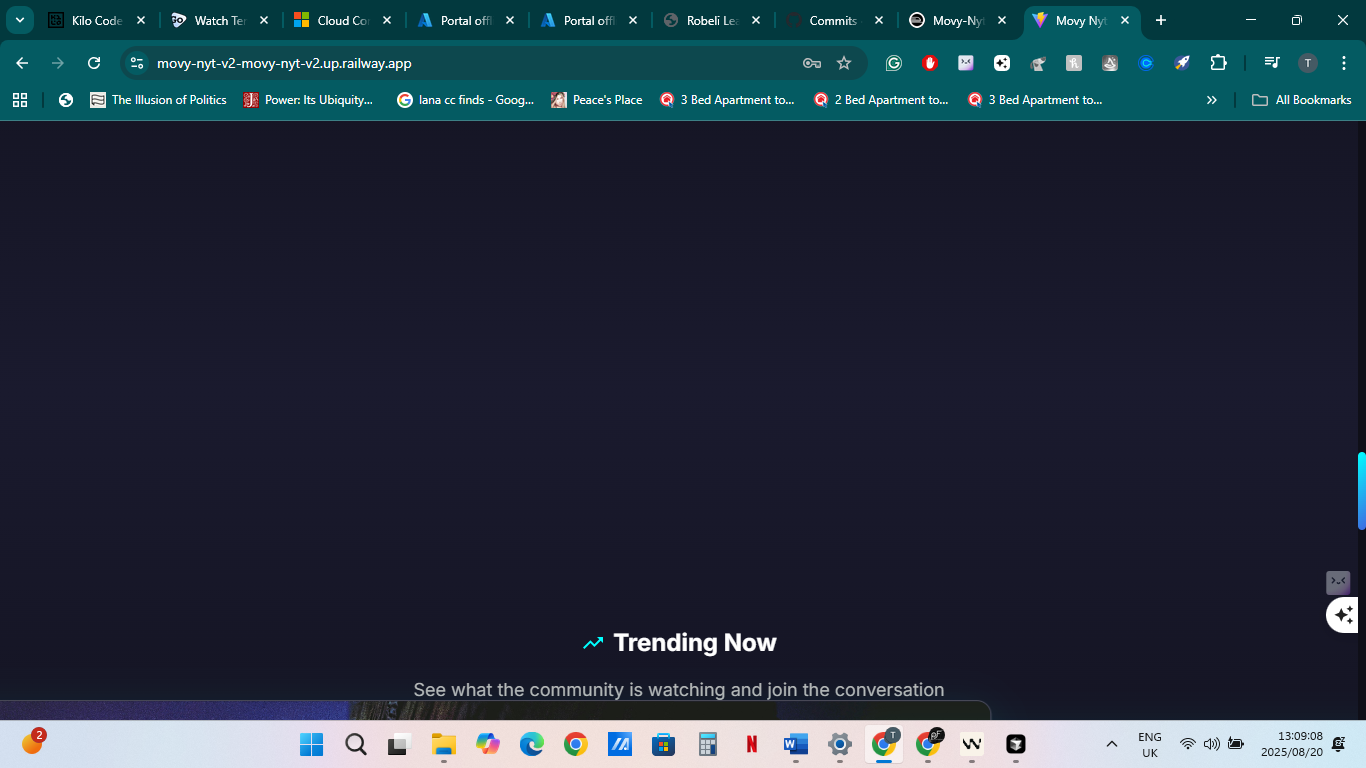 Kilo Code
Watch Ter
Cloud Cor
Portal offi
Portal offi
Robeli Lea
Commits
Movy-Nyt
Movy Nyt
movy-nyt-v2-movy-nyt-v2.up.railway.app
T
The Illusion of Politics
Power: Its Ubiquity...
lana cc finds - Goog...
Peace's Place
3 Bed Apartment to...
2 Bed Apartment to...
3 Bed Apartment to...
All Bookmarks
Trending Now
See what the community is watching and join the conversation
2
ENG
UK
13:09:08
2025/08/20